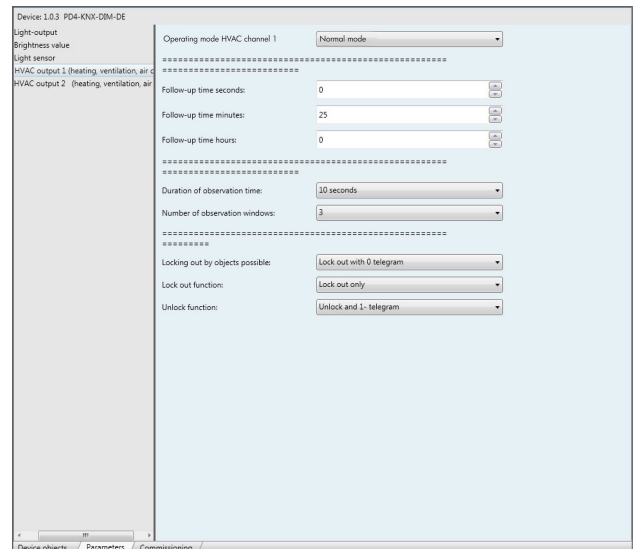 Device: 1.0.3 PD4-KNX-DIM-DE
Light-output
Brightness value
Light sensor
HVAC output 1 (heating, ventilation, air c
HVAC output 2 (heating, ventilation, air
Operating mode HVAC channel 1 Normal mode
======================================================
==========================
Follow-up time seconds: 0
Follow-up time minutes: 25
Follow-up time hours: 0
======================================================
==========================
Duration of observation time: 10 seconds
Number of observation windows: 3
======================================================
=========
Locking out by objects possible: Lock out with 0 telegram
Lock out function: Lock out only
Unlock function: Unlock and 1- telegram
Device objects Parameters Commissioning